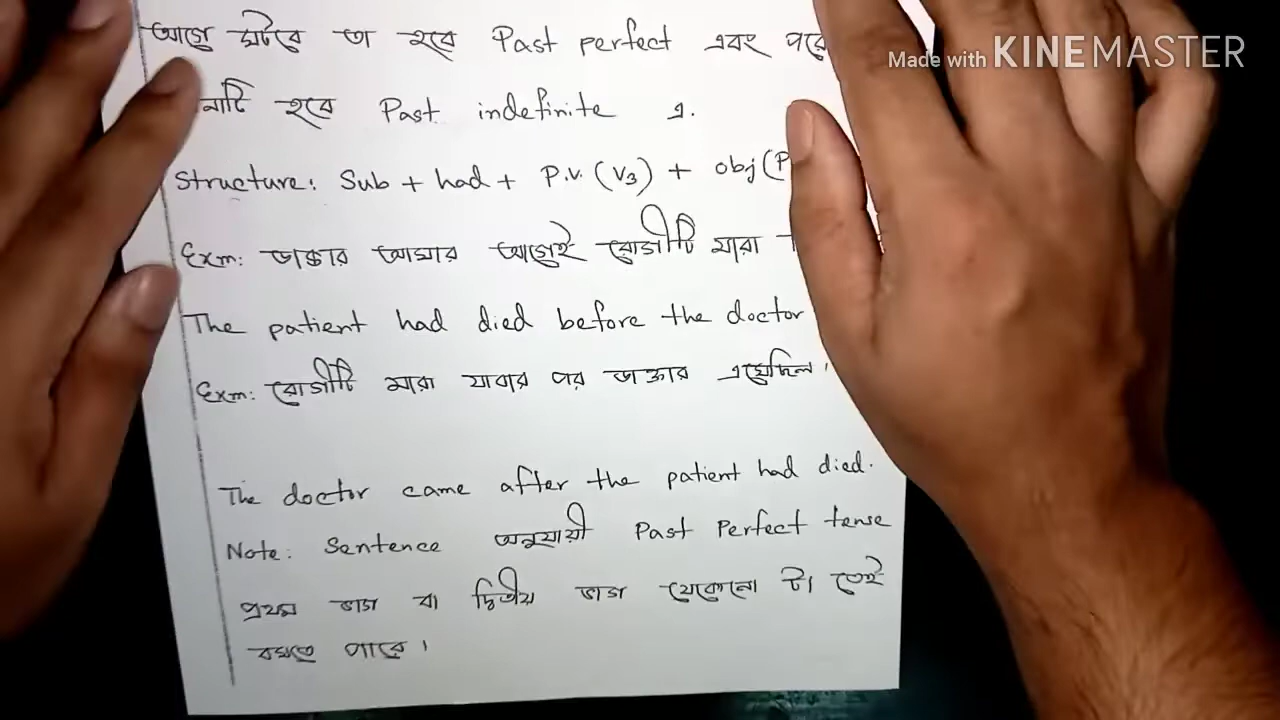 আগে ঘটবে তা হবে Past perfect এবং পরে
Made with KINEMASTER
হবে Past indefinite এ.
Structure: Sub + had + P.V. (V3) + obj (P
Exm: ডাক্তার আসার আগেই রোগীটি মারা
The patient had died before the doctor
Exm: রোগীটি মারা যাবার পর ডাক্তার এসেছিল।
The doctor came after the patient had died.
Note: Sentence অনুযায়ী Past Perfect tense
প্রথম ভাগ বা দ্বিতীয় ভাগ যেকোনো টা তেই
বসতে পারে।